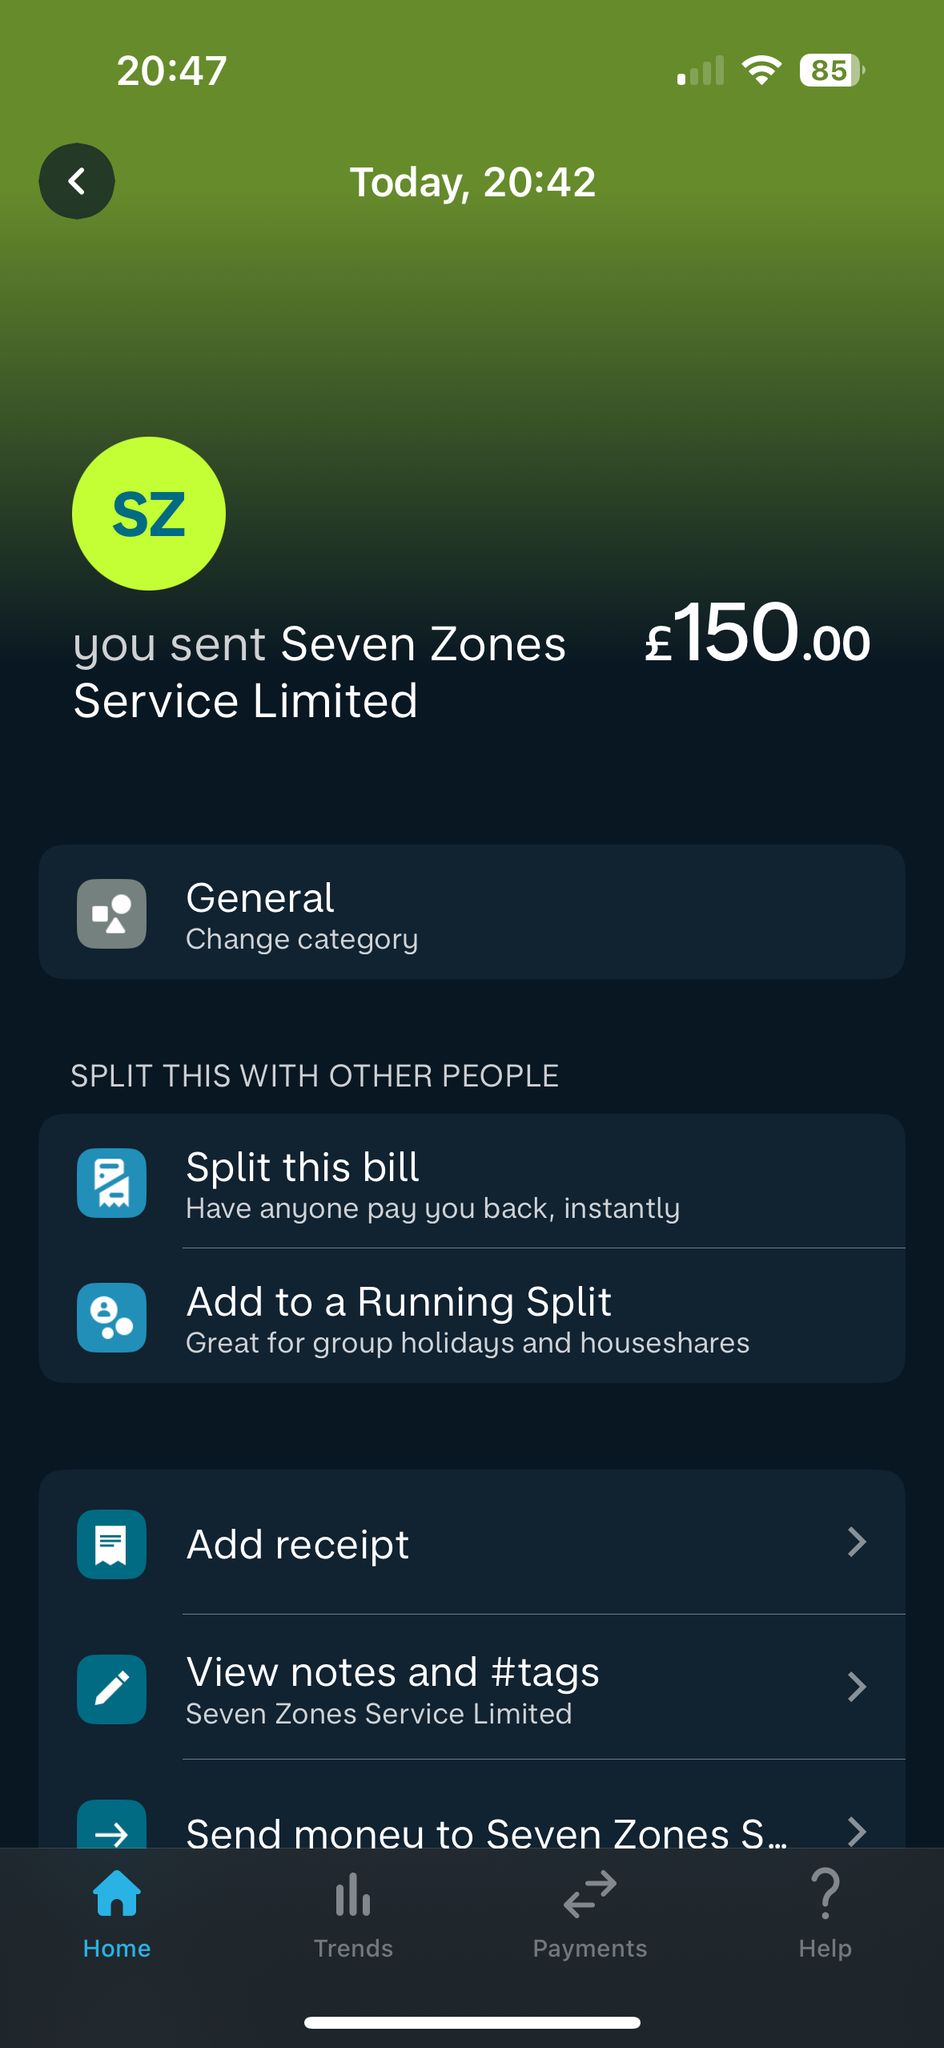 20:47
85
Today, 20:42
SZ
you sent Seven Zones
Service Limited
£150.00
General
Change category
SPLIT THIS WITH OTHER PEOPLE
Split this bill
Have anyone pay you back, instantly
Add to a Running Split
Great for group holidays and houseshares
Add receipt
View notes and #tags
Seven Zones Service Limited
Send money to Seven Zones S...
Home
Trends
Payments
Help